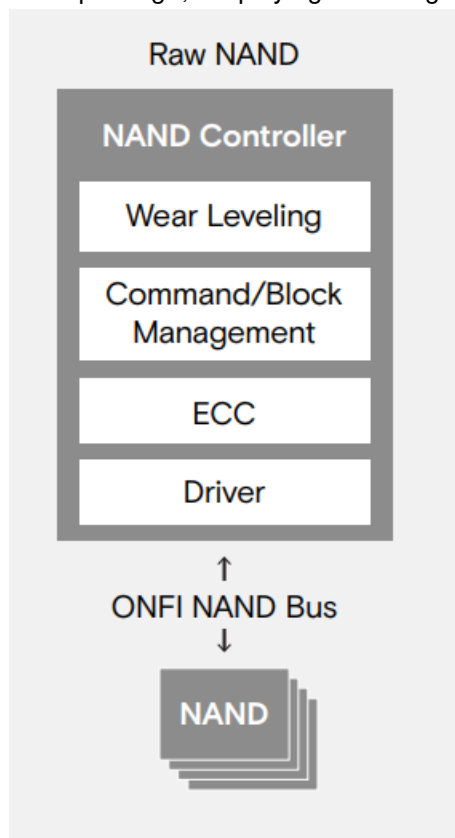 Raw NAND
NAND Controller
Wear Leveling
Command/Block
Management
ECC
Driver
↑
ONFI NAND Bus
↓
NAND